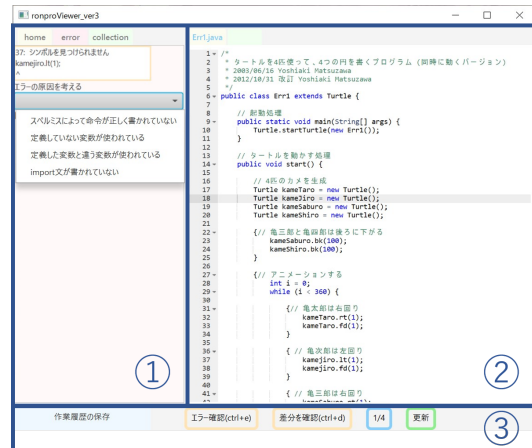 ronproViewer_ver3
home error collection
37: シンボルを見つけられません
kamejiro.lt(1);
^
エラーの原因を考える
スペルミスによって命令が正しく書かれていない
定義していない変数が使われている
定義した変数と違う変数が使われている
import文が書かれていない
①
Err1.java
1 /*
2 * タートルを4匹使って、4つの円を書くプログラム (同時に動くバージョン)
3 * 2003/06/16 Yoshiaki Matsuzawa
4 * 2012/10/31 改訂 Yoshiaki Matsuzawa
5 */
6 public class Err1 extends Turtle {
7
8 // 起動処理
9 public static void main(String[] args) {
10 Turtle.startTurtle(new Err1());
11 }
12
13 // タートルを動かす処理
14 public void start() {
15
16 // 4匹のカメを生成
17 Turtle kameTaro = new Turtle();
18 Turtle kameJiro = new Turtle();
19 Turtle kameSaburo = new Turtle();
20 Turtle kameShiro = new Turtle();
21
22 {// 亀三郎と亀四郎は後ろに下がる
23 kameSaburo.bk(100);
24 kameShiro.bk(100);
25 }
26
27 {// アニメーションする
28 int i = 0;
29 while (i < 360) {
30
31 {// 亀太郎は右回り
32 kameTaro.rt(1);
33 kameTaro.fd(1);
34 }
35
36 { // 亀次郎は左回り
37 kamejiro.lt(1);
38 kamejiro.fd(1);
39 }
40
41 { // 亀三郎は右回り
42 kameSaburo.rt(1);
②
作業履歴の保存 エラー確認(ctrl+e) 差分を確認(ctrl+d) 1/4 更新
③